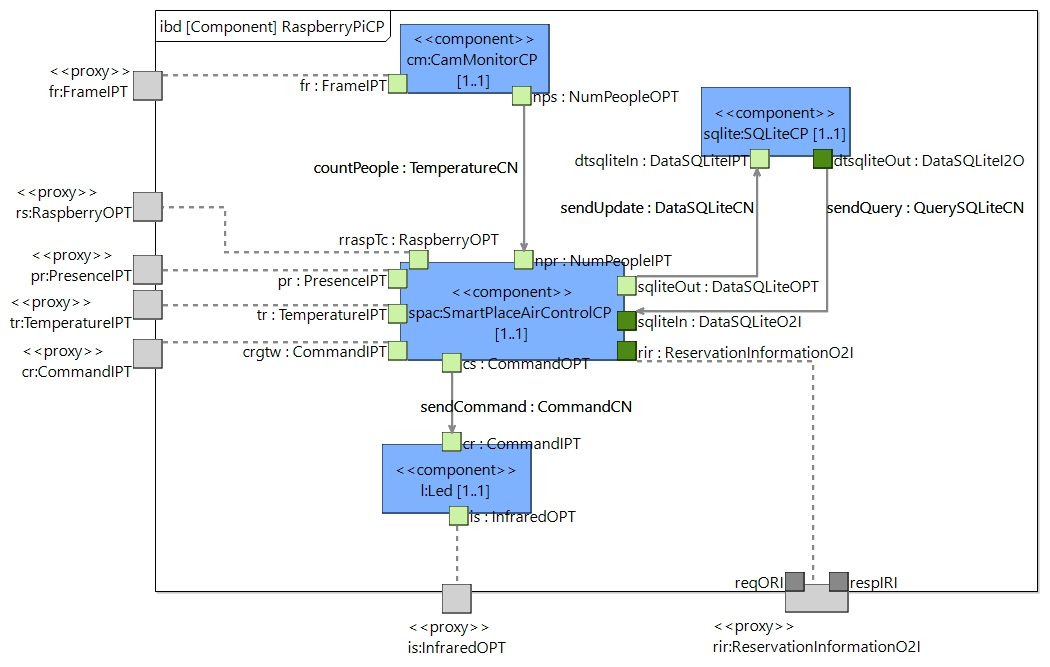 ibd [Component] RaspberryPiCP
<<component>>
cm:CamMonitorCP
[1..1]
<<proxy>>
fr:FrameIPT
fr : FrameIPT
nps : NumPeopleOPT
<<component>>
sqlite:SQLiteCP [1..1]
dtsqliteIn : DataSQLiteIPT
dtsqliteOut : DataSQLiteI2O
countPeople : TemperatureCN
<<proxy>>
rs:RaspberryOPT
sendUpdate : DataSQLiteCN
sendQuery : QuerySQLiteCN
rraspTc : RaspberryOPT
<<proxy>>
pr:PresenceIPT
npr : NumPeopleIPT
pr : PresenceIPT
<<component>>
spac:SmartPlaceAirControlCP
[1..1]
sqliteOut : DataSQLiteOPT
<<proxy>>
tr:TemperatureIPT
tr : TemperatureIPT
sqliteIn : DataSQLiteO2I
<<proxy>>
cr:CommandIPT
crgtw : CommandIPT
rir : ReservationInformationO2I
cs : CommandOPT
sendCommand : CommandCN
cr : CommandIPT
<<component>>
l:Led [1..1]
is : InfraredOPT
reqORI
respIRI
<<proxy>>
is:InfraredOPT
<<proxy>>
rir:ReservationInformationO2I